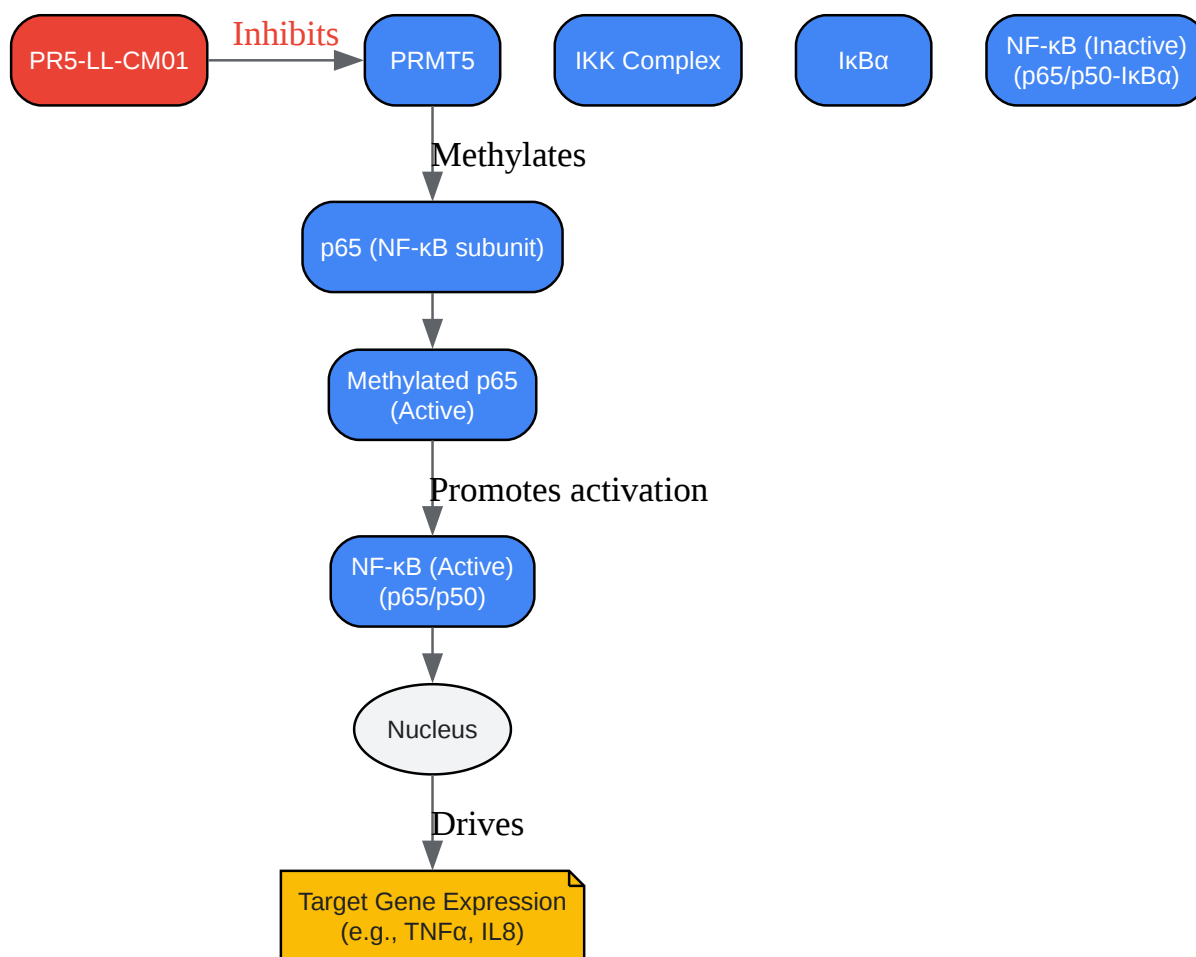 PR5-LL-CM01
Inhibits
PRMT5
IKK Complex
IκBα
NF-κB (Inactive)
(p65/p50-IκBα)
Methylates
p65 (NF-κB subunit)
Methylated p65
(Active)
Promotes activation
NF-κB (Active)
(p65/p50)
Nucleus
Drives
Target Gene Expression
(e.g., TNFα, IL8)